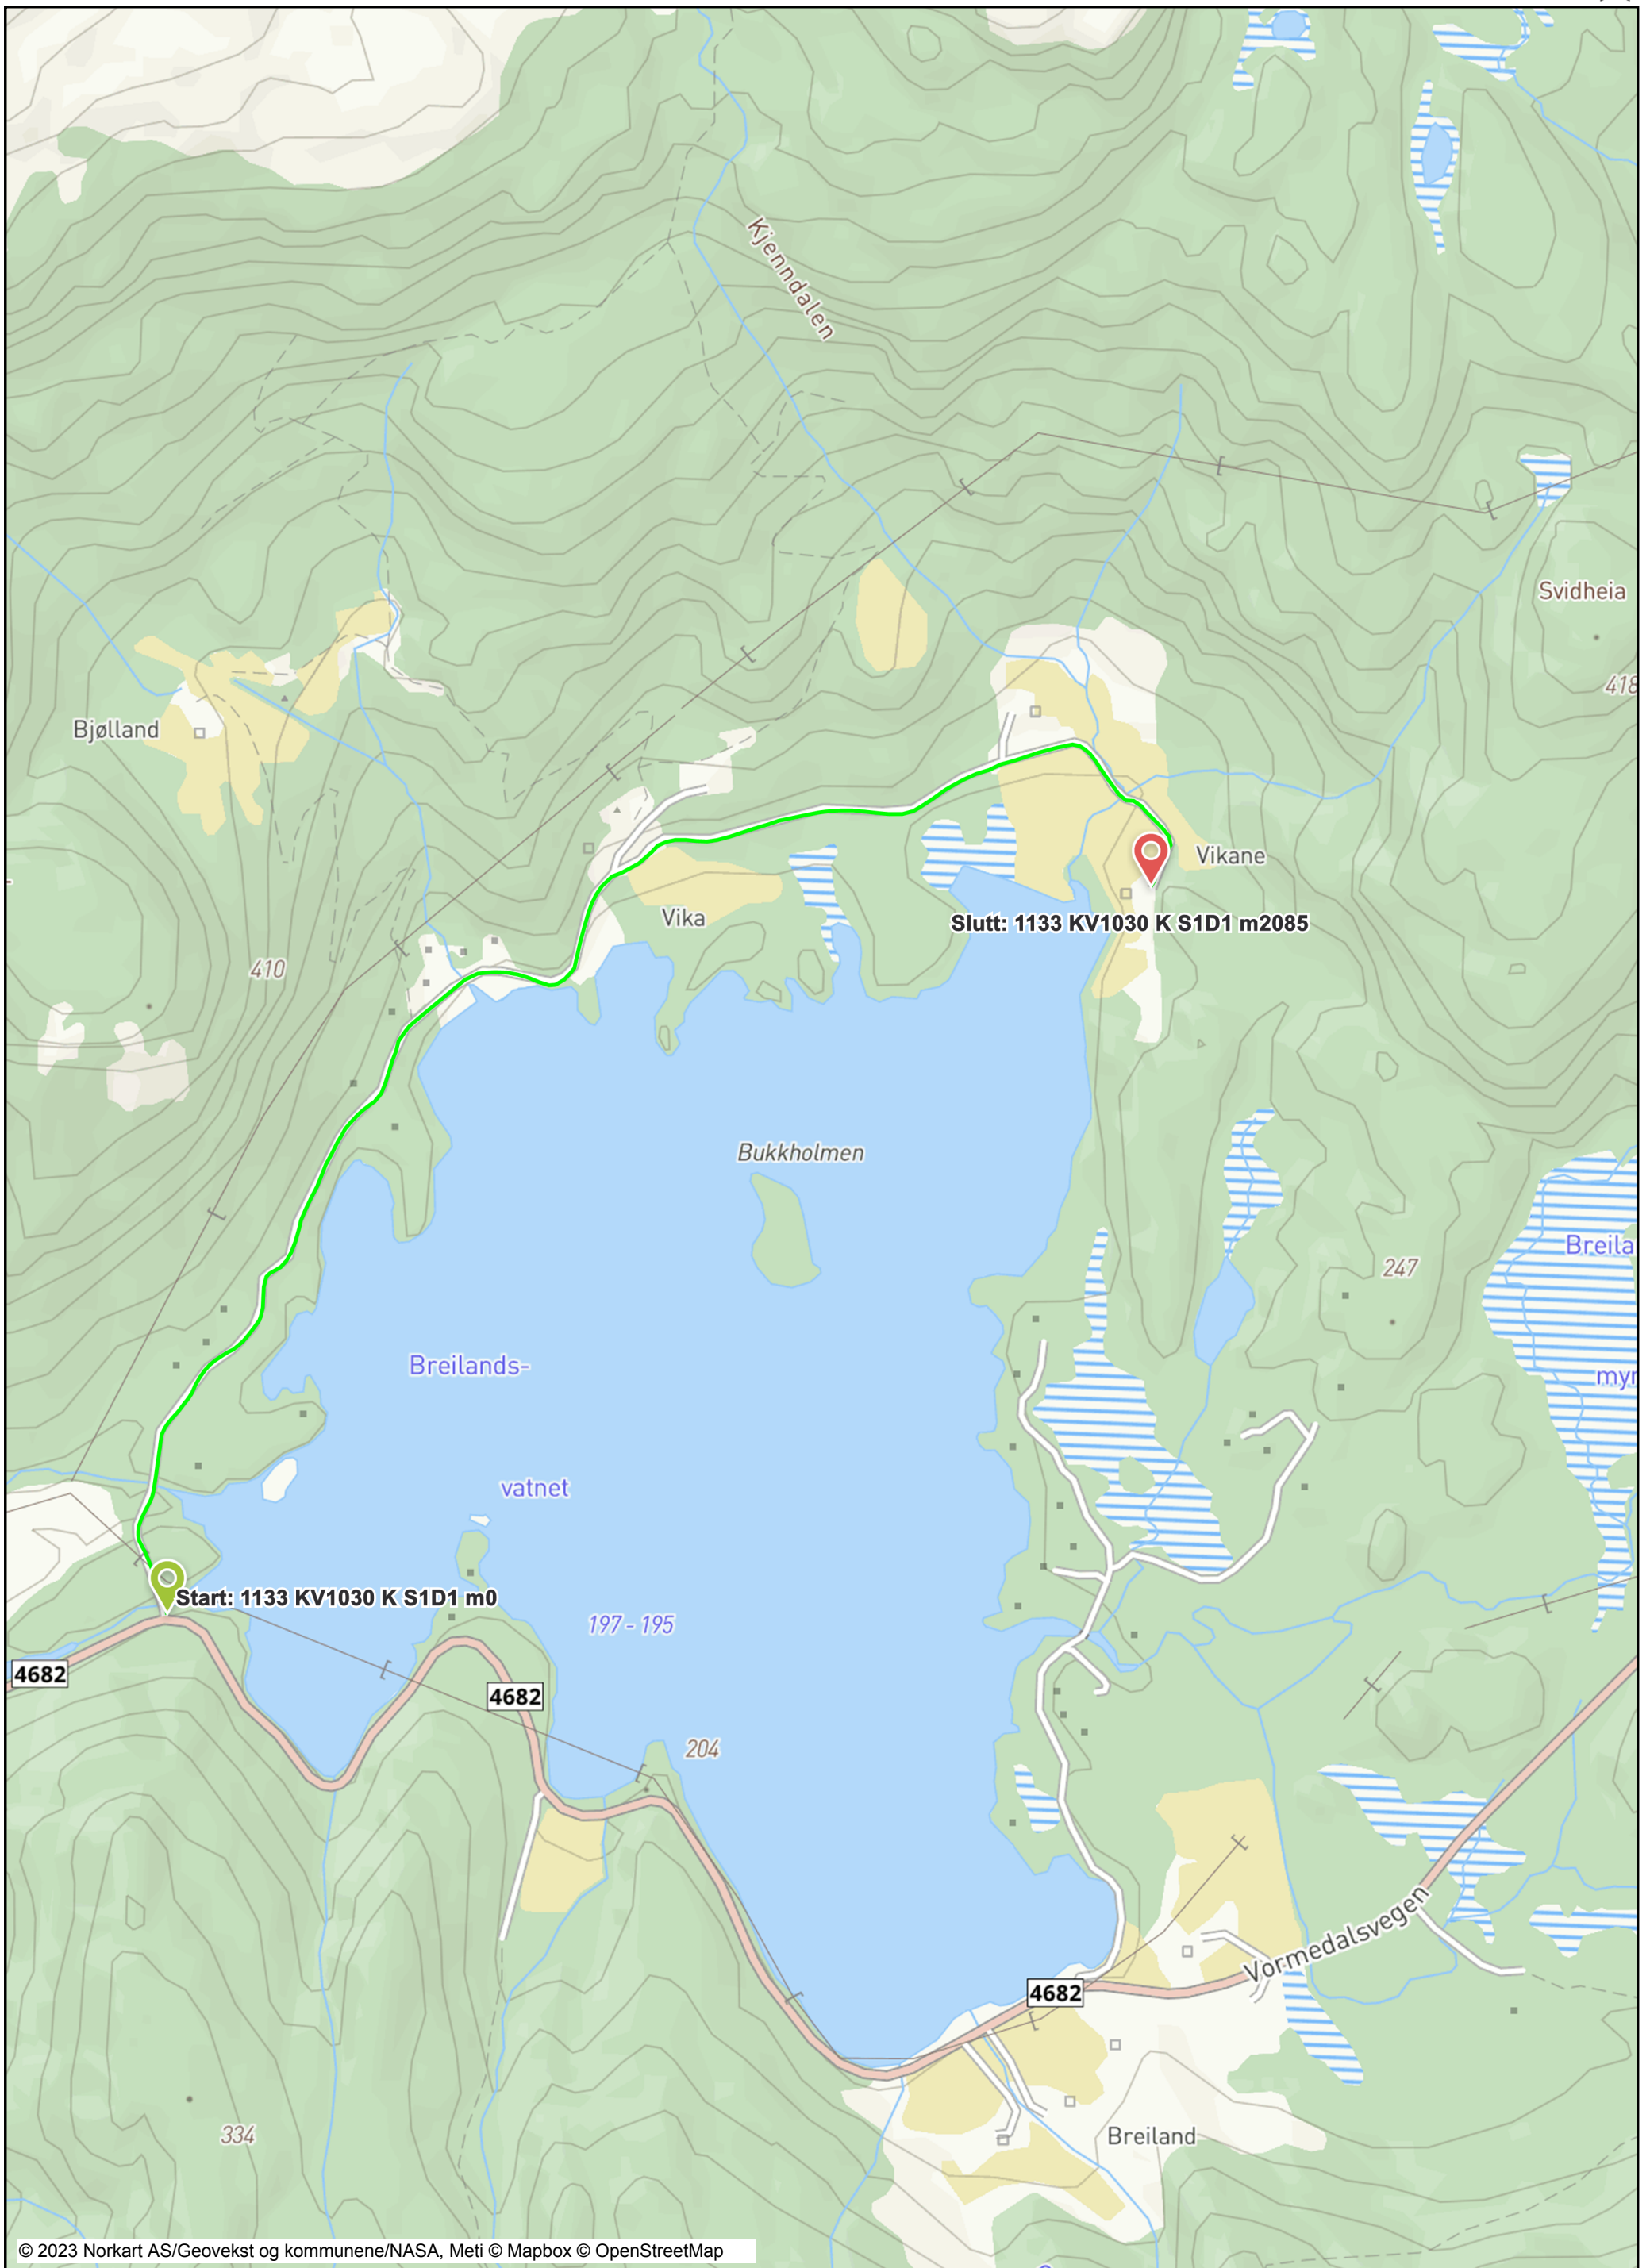 Kjenndalen
Svidheia
418
Bjølland
Vikane
Vika
Slutt: 1133 KV1030 K S1D1 m2085
410
Bukkholmen
Breila
247
Breilands-
myr
vatnet
Start: 1133 KV1030 K S1D1 m0
197 - 195
4682
4682
204
Vormedalsvegen
4682
334
Breiland
© 2023 Norkart AS/Geovekst og kommunene/NASA, Meti © Mapbox © OpenStreetMap